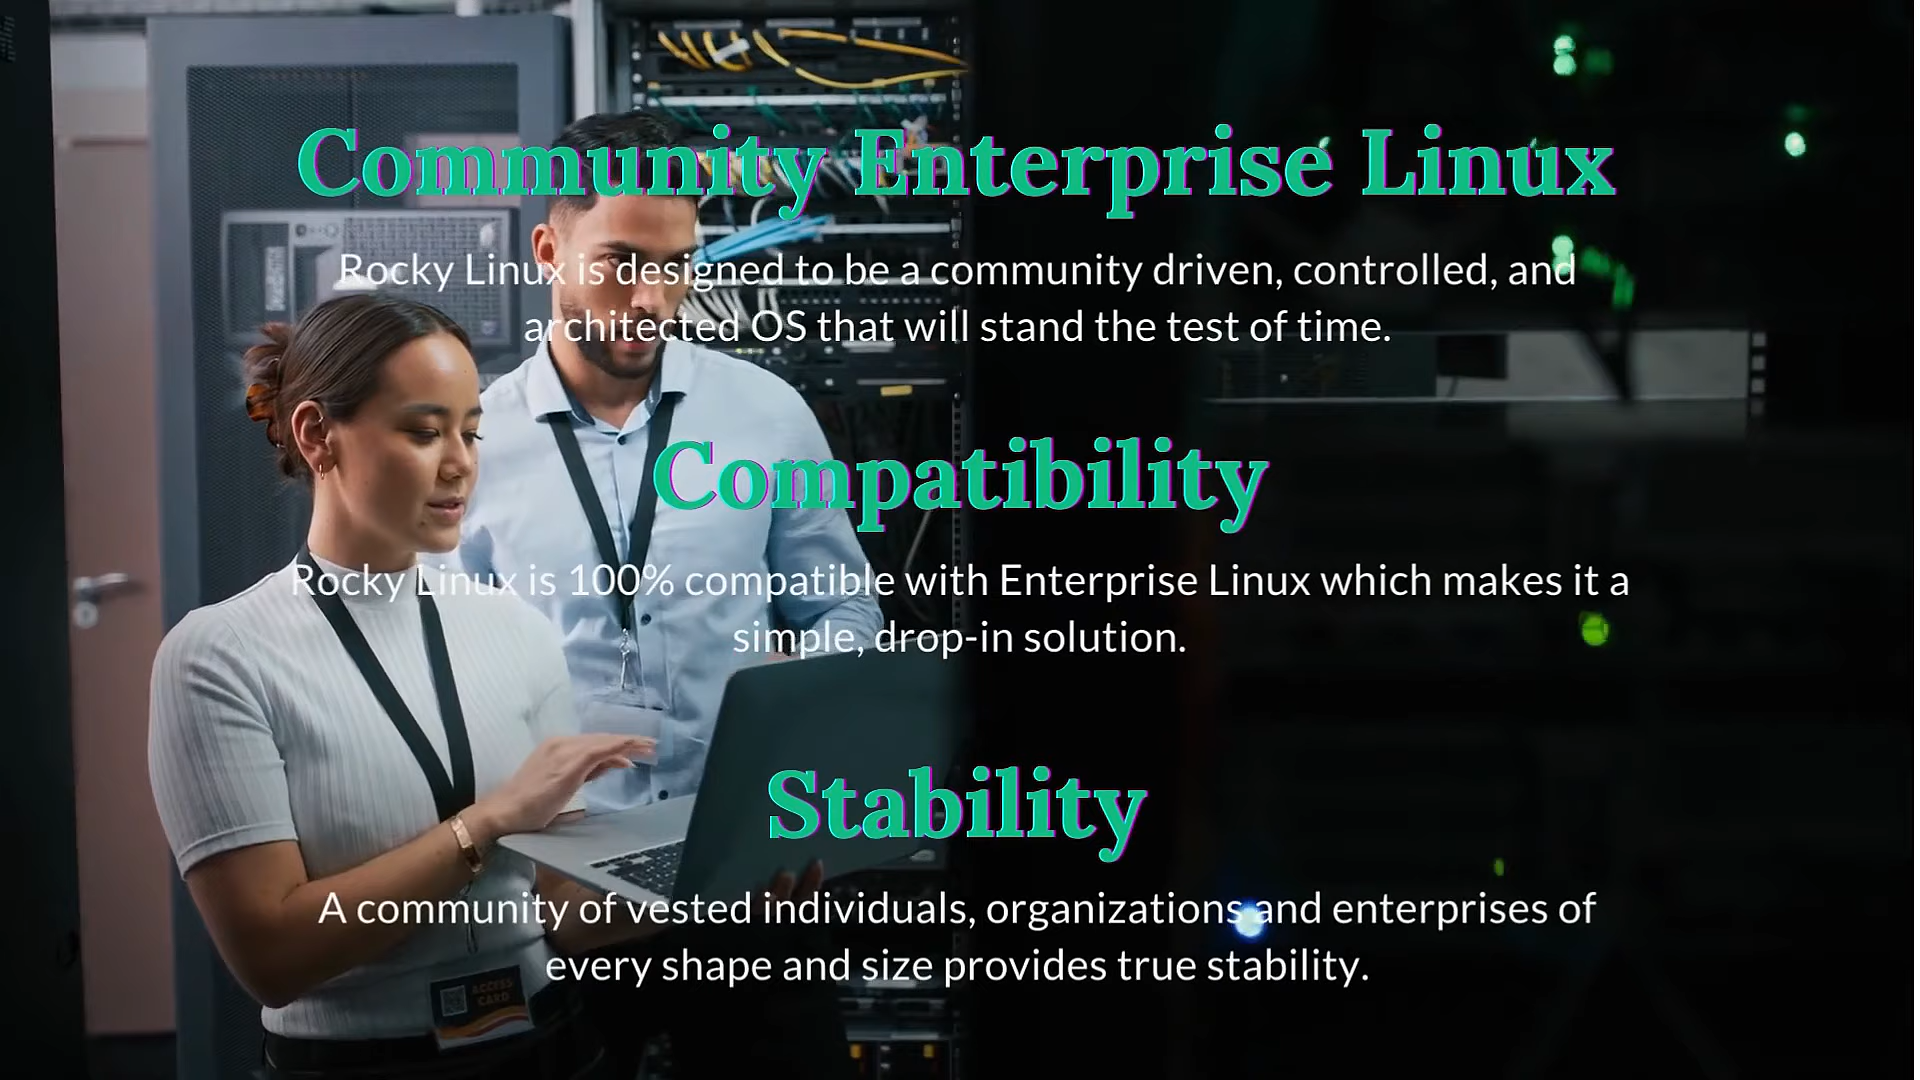 Community Enterprise Linux
Rocky Linux is designed to be a community driven, controlled, and
architected OS that will stand the test of time.
Compatibility
Rocky Linux is 100% compatible with Enterprise Linux which makes it a
simple, drop-in solution.
Stability
A community of vested individuals, organizations and enterprises of
every shape and size provides true stability.
ACCESS
CARD